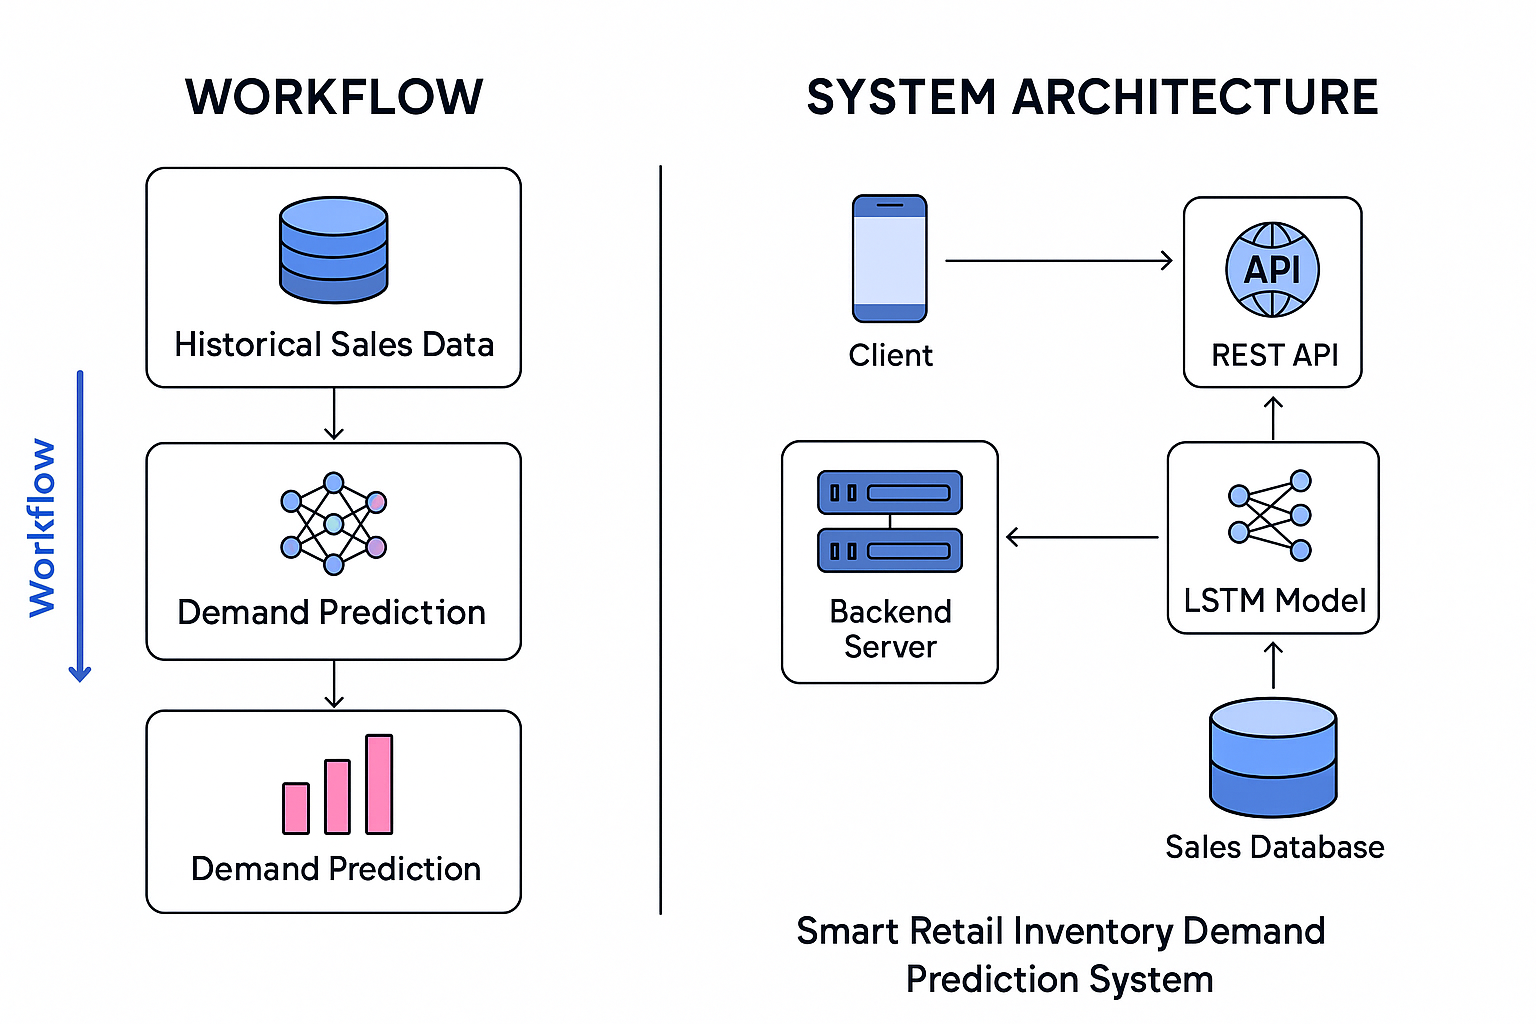 WORKFLOW
Historical Sales Data
Workflow
Demand Prediction
Demand Prediction
SYSTEM ARCHITECTURE
Client
API
REST API
Backend
Server
LSTM Model
Sales Database
Smart Retail Inventory Demand
Prediction System